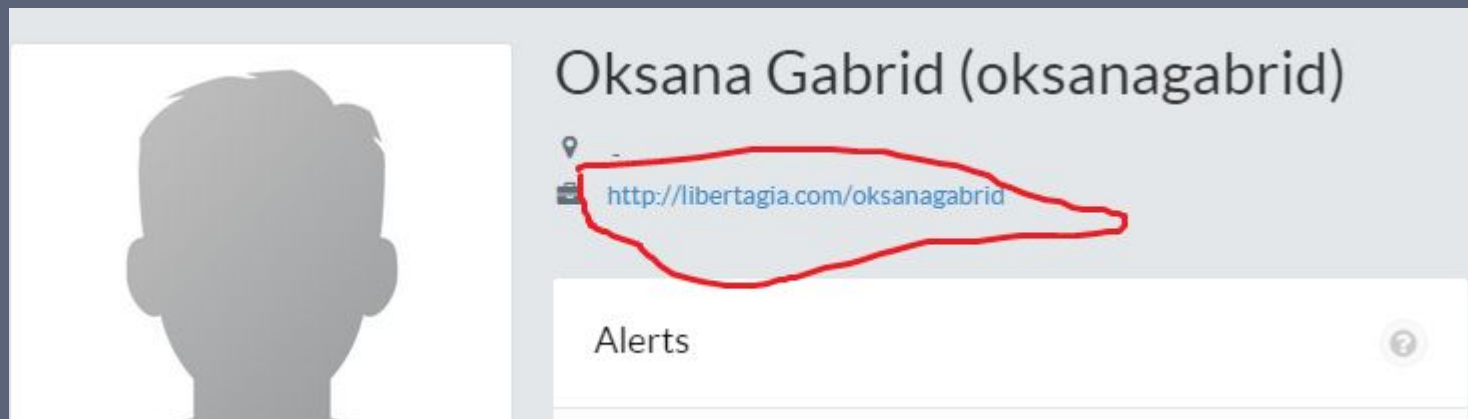 Oksana Gabrid (oksanagabrid)
-
http://libertagia.com/oksanagabrid
Alerts
?